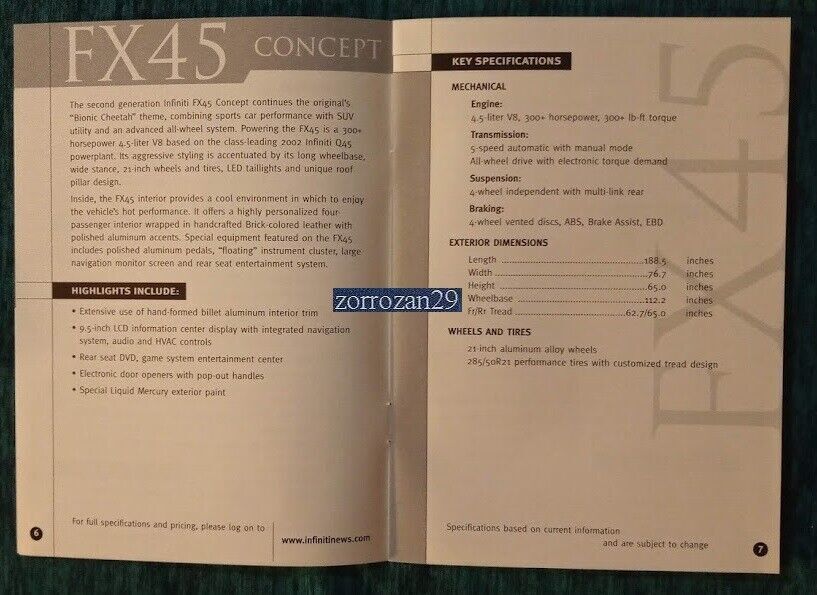 FX45 CONCEPT
The second generation Infiniti FX45 Concept continues the original's
"Bionic Cheetah" theme, combining sports car performance with SUV
utility and an advanced all-wheel system. Powering the FX45 is a 300+
horsepower 4.5-liter V8 based on the class-leading 2002 Infiniti Q45
powerplant. Its aggressive styling is accentuated by its long wheelbase,
wide stance, 21-inch wheels and tires, LED taillights and unique roof
pillar design.
Inside, the FX45 interior provides a cool environment in which to enjoy
the vehicle's hot performance. It offers a highly personalized four-
passenger interior wrapped in handcrafted Brick-colored leather with
polished aluminum accents. Special equipment featured on the FX45
includes polished aluminum pedals, "floating" instrument cluster, large
navigation monitor screen and rear seat entertainment system.
HIGHLIGHTS INCLUDE:
• Extensive use of hand-formed billet aluminum interior trim
• 9.5-inch LCD information center display with integrated navigation
system, audio and HVAC controls
• Rear seat DVD, game system entertainment center
• Electronic door openers with pop-out handles
• Special Liquid Mercury exterior paint
For full specifications and pricing, please log on to
www.infinitinews.com
6
zorrozan29
KEY SPECIFICATIONS
MECHANICAL
Engine:
4.5-liter V8, 300+ horsepower, 300+ lb-ft torque
Transmission:
5-speed automatic with manual mode
All-wheel drive with electronic torque demand
Suspension:
4-wheel independent with multi-link rear
Braking:
4-wheel vented discs, ABS, Brake Assist, EBD
EXTERIOR DIMENSIONS
Length ........ 188.5 inches
Width ........ 76.7 inches
Height ........ 65.0 inches
Wheelbase ........ 112.2 inches
Fr/Rr Tread ........ 62.7/65.0 inches
WHEELS AND TIRES
21-inch aluminum alloy wheels
285/50R21 performance tires with customized tread design
FX45
Specifications based on current information
and are subject to change
7